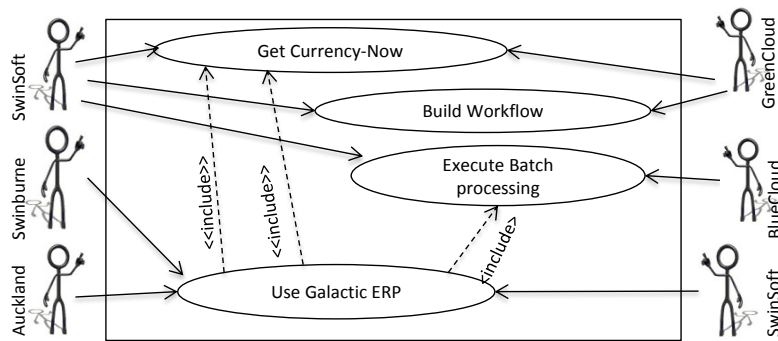 SwinSoft
Get Currency-Now
GreenCloud
Build Workflow
Swinburne
<<include>>
<<include>>
Execute Batch
processing
BlueCloud
<include>
Auckland
Use Galactic ERP
SwinSoft